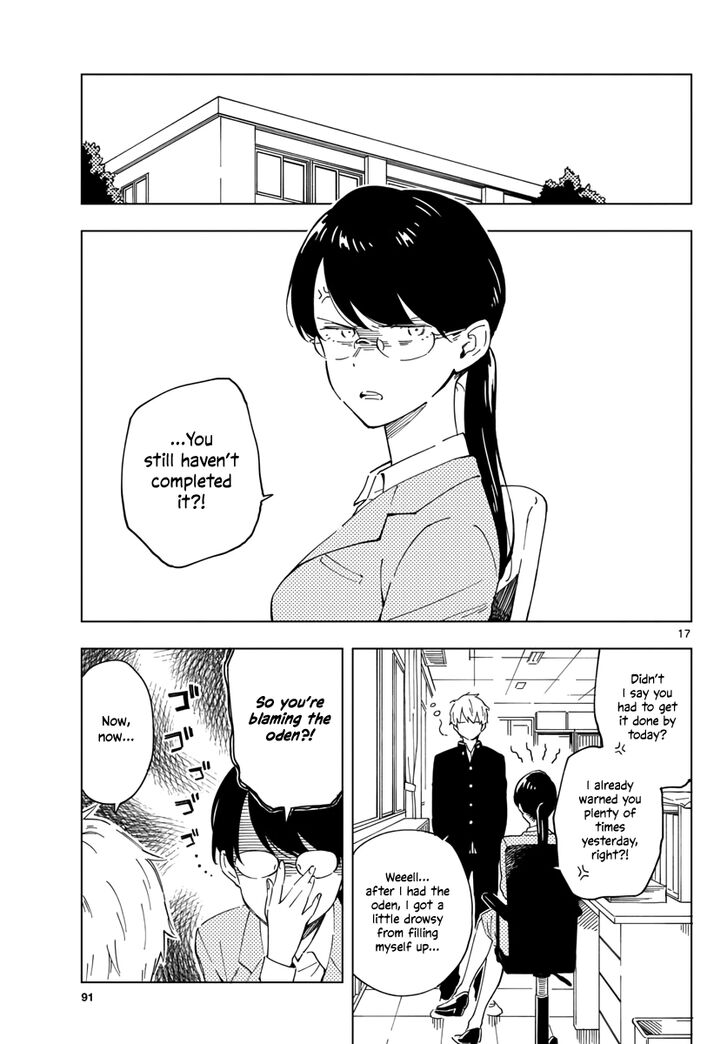 ...You
still haven't
completed
it?!
17
Didn't
I say you
had to get
it done by
today?
I already
warned you
plenty of
times
yesterday,
right?!
Weeell...
after I had the
oden, I got a
little drowsy
from filling
myself up...
So you're
blaming the
oden?!
Now,
now...
ゴゴゴゴ
91